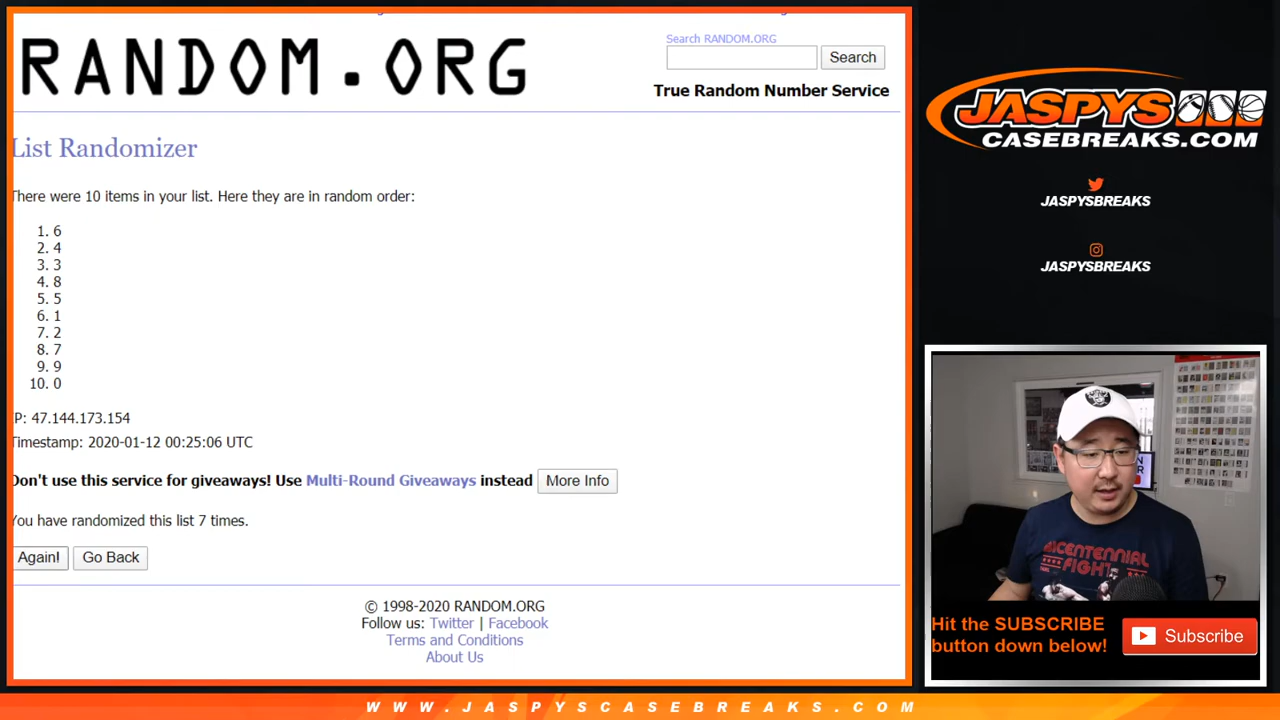 RANDOM.ORG
Search RANDOM.ORG
Search
True Random Number Service
List Randomizer
There were 10 items in your list. Here they are in random order:
1. 6
2. 4
3. 3
4. 8
5. 5
6. 1
7. 2
8. 7
9. 9
10. 0
IP: 47.144.173.154
Timestamp: 2020-01-12 00:25:06 UTC
Don't use this service for giveaways! Use Multi-Round Giveaways instead More Info
You have randomized this list 7 times.
Again! Go Back
© 1998-2020 RANDOM.ORG
Follow us: Twitter | Facebook
Terms and Conditions
About Us
JASPYS
CASEBREAKS.COM
JASPYSBREAKS
JASPYSBREAKS
BICENTENNIAL
FIGHT
Hit the SUBSCRIBE
button down below!
Subscribe
WWW.JASPYSCASEBREAKS.COM